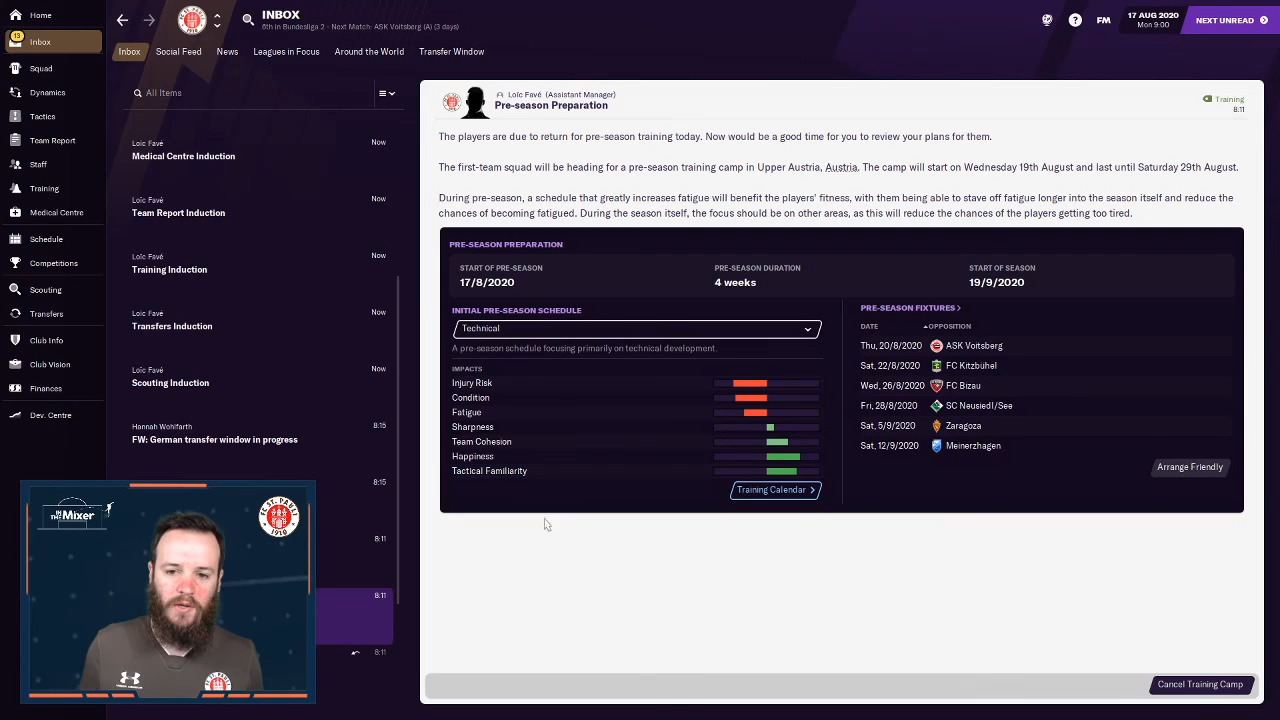 Home
13
Inbox
Squad
Dynamics
Tactics
Team Report
Staff
Training
Medical Centre
Schedule
Competitions
Scouting
Transfers
Club Info
Club Vision
Finances
Dev. Centre
INBOX
6th in Bundesliga 2 - Next Match: ASK Voitsberg (A) (3 days)
?
FM
17 AUG 2020
Mon 9:00
NEXT UNREAD
Inbox
Social Feed
News
Leagues in Focus
Around the World
Transfer Window
All Items
Loïc Favé
Now
Medical Centre Induction
Loïc Favé
Now
Team Report Induction
Loïc Favé
Now
Training Induction
Loïc Favé
Now
Transfers Induction
Loïc Favé
Now
Scouting Induction
Hannah Wohlfarth
8:15
FW: German transfer window in progress
8:15
8:11
8:11
8:11
Loïc Favé (Assistant Manager)
Pre-season Preparation
Training
8:11
The players are due to return for pre-season training today. Now would be a good time for you to review your plans for them.
The first-team squad will be heading for a pre-season training camp in Upper Austria, Austria. The camp will start on Wednesday 19th August and last until Saturday 29th August.
During pre-season, a schedule that greatly increases fatigue will benefit the players' fitness, with them being able to stave off fatigue longer into the season itself and reduce the
chances of becoming fatigued. During the season itself, the focus should be on other areas, as this will reduce the chances of the players getting too tired.
PRE-SEASON PREPARATION
START OF PRE-SEASON
17/8/2020
PRE-SEASON DURATION
4 weeks
START OF SEASON
19/9/2020
INITIAL PRE-SEASON SCHEDULE
Technical
A pre-season schedule focusing primarily on technical development.
IMPACTS
Injury Risk
Condition
Fatigue
Sharpness
Team Cohesion
Happiness
Tactical Familiarity
Training Calendar
PRE-SEASON FIXTURES
DATE OPPOSITION
Thu, 20/8/2020 ASK Voitsberg
Sat, 22/8/2020 FC Kitzbühel
Wed, 26/8/2020 FC Bizau
Fri, 28/8/2020 SC Neusiedl/See
Sat, 5/9/2020 Zaragoza
Sat, 12/9/2020 Meinerzhagen
Arrange Friendly
Cancel Training Camp
IN THE Mixer
FC ST. PAULI
1910
UNDER ARMOUR